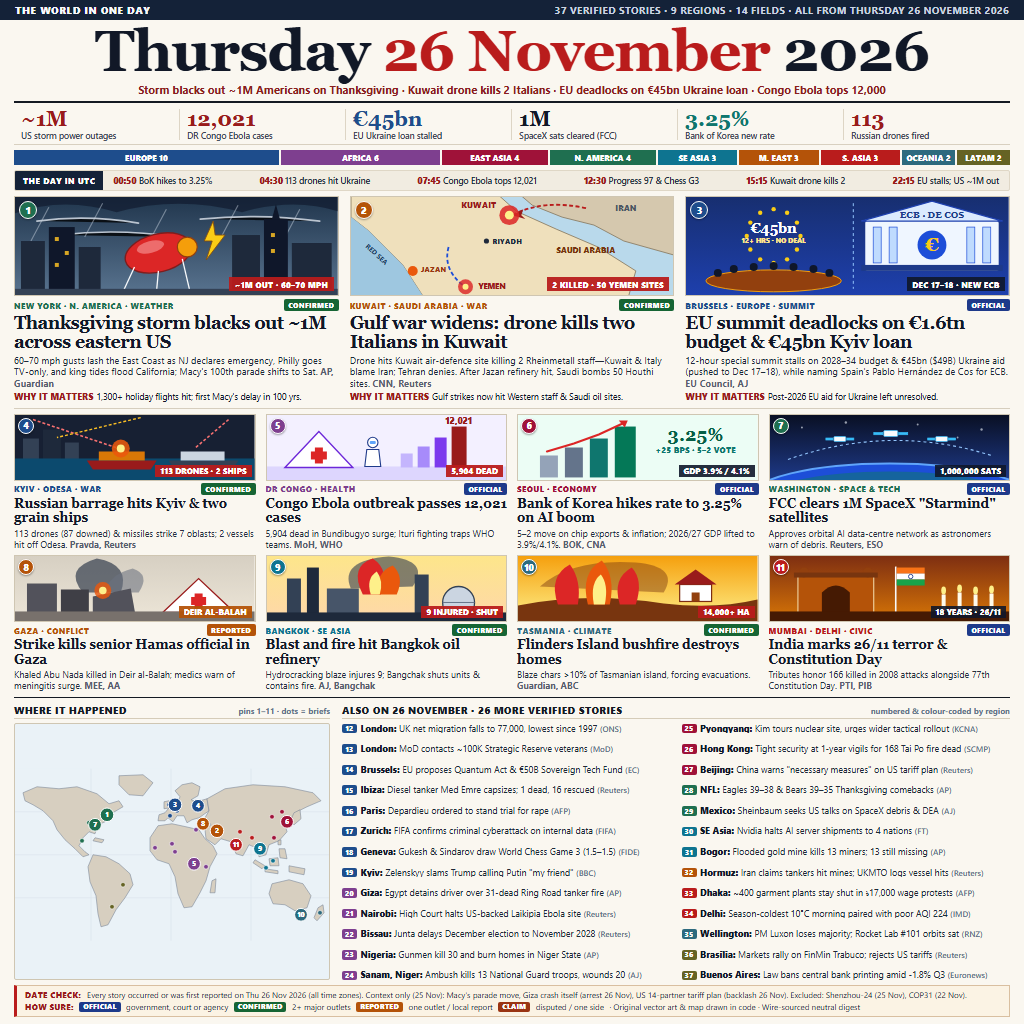 THE WORLD IN ONE DAY
37 VERIFIED STORIES · 9 REGIONS · 14 FIELDS · ALL FROM THURSDAY 26 NOVEMBER 2026
Thursday 26 November 2026
Storm blacks out ~1M Americans on Thanksgiving · Kuwait drone kills 2 Italians · EU deadlocks on €45bn Ukraine loan · Congo Ebola tops 12,000
~1M
US storm power outages
12,021
DR Congo Ebola cases
€45bn
EU Ukraine loan stalled
1M
SpaceX sats cleared (FCC)
3.25%
Bank of Korea new rate
113
Russian drones fired
EUROPE 10
AFRICA 6
EAST ASIA 4
N. AMERICA 4
SE ASIA 3
M. EAST 3
S. ASIA 3
OCEANIA 2
LATAM 2
THE DAY IN UTC
00:50 BoK hikes to 3.25%
04:30 113 drones hit Ukraine
07:45 Congo Ebola tops 12,021
12:30 Progress 97 & Chess G3
15:15 Kuwait drone kills 2
22:15 EU stalls; US ~1M out
1
~1M OUT · 60-70 MPH
NEW YORK · N. AMERICA · WEATHER
CONFIRMED
Thanksgiving storm blacks out ~1M
across eastern US
60–70 mph gusts lash the East Coast as NJ declares emergency, Philly goes
TV-only, and king tides flood California; Macy's 100th parade shifts to Sat. AP,
Guardian
WHY IT MATTERS 1,300+ holiday flights hit; first Macy's delay in 100 yrs.
2
KUWAIT
IRAN
RIYADH
RED SEA
SAUDI ARABIA
JAZAN
YEMEN
2 KILLED · 50 YEMEN SITES
KUWAIT · SAUDI ARABIA · WAR
CONFIRMED
Gulf war widens: drone kills two
Italians in Kuwait
Drone hits Kuwait air-defence site killing 2 Rheinmetall staff—Kuwait & Italy
blame Iran; Tehran denies. After Jazan refinery hit, Saudi bombs 50 Houthi
sites. CNN, Reuters
WHY IT MATTERS Gulf strikes now hit Western staff & Saudi oil sites.
3
€45bn
12+ HRS · NO DEAL
ECB · DE COS
€
DEC 17-18 · NEW ECB
BRUSSELS · EUROPE · SUMMIT
OFFICIAL
EU summit deadlocks on €1.6tn
budget & €45bn Kyiv loan
12-hour special summit stalls on 2028–34 budget & €45bn ($49B) Ukraine aid
(pushed to Dec 17–18), while naming Spain's Pablo Hernández de Cos for ECB.
EU Council, AJ
WHY IT MATTERS Post-2026 EU aid for Ukraine left unresolved.
4
113 DRONES · 2 SHIPS
KYIV · ODESA · WAR
CONFIRMED
Russian barrage hits Kyiv & two
grain ships
113 drones (87 downed) & missiles strike 7 oblasts; 2 vessels
hit off Odesa. Pravda, Reuters
5
12,021
5,904 DEAD
DR CONGO · HEALTH
OFFICIAL
Congo Ebola outbreak passes 12,021
cases
5,904 dead in Bundibugyo surge; Ituri fighting traps WHO
teams. MoH, WHO
6
3.25%
+25 BPS · 5-2 VOTE
GDP 3.9% / 4.1%
SEOUL · ECONOMY
OFFICIAL
Bank of Korea hikes rate to 3.25%
on AI boom
5–2 move on chip exports & inflation; 2026/27 GDP lifted to
3.9%/4.1%. BOK, CNA
7
1,000,000 SATS
WASHINGTON · SPACE & TECH
OFFICIAL
FCC clears 1M SpaceX "Starmind"
satellites
Approves orbital AI data-centre network as astronomers
warn of debris. Reuters, ESO
8
DEIR AL-BALAH
GAZA · CONFLICT
REPORTED
Strike kills senior Hamas official in
Gaza
Khaled Abu Nada killed in Deir al-Balah; medics warn of
meningitis surge. MEE, AA
9
9 INJURED · SHUT
BANGKOK · SE ASIA
CONFIRMED
Blast and fire hit Bangkok oil
refinery
Hydrocracking blaze injures 9; Bangchak shuts units &
contains fire. AJ, Bangchak
10
14,000+ HA
TASMANIA · CLIMATE
CONFIRMED
Flinders Island bushfire destroys
homes
Blaze chars >10% of Tasmanian island, forcing evacuations.
Guardian, ABC
11
18 YEARS · 26/11
MUMBAI · DELHI · CIVIC
OFFICIAL
India marks 26/11 terror &
Constitution Day
Tributes honor 166 killed in 2008 attacks alongside 77th
Constitution Day. PTI, PIB
WHERE IT HAPPENED
pins 1–11 · dots = briefs
1
7
3
4
8
2
5
11
9
6
10
ALSO ON 26 NOVEMBER · 26 MORE VERIFIED STORIES
numbered & colour-coded by region
12 London: UK net migration falls to 77,000, lowest since 1997 (ONS)
13 London: MoD contacts ~100K Strategic Reserve veterans (MoD)
14 Brussels: EU proposes Quantum Act & €50B Sovereign Tech Fund (EC)
15 Ibiza: Diesel tanker Med Emre capsizes; 1 dead, 16 rescued (Reuters)
16 Paris: Depardieu ordered to stand trial for rape (AFP)
17 Zurich: FIFA confirms criminal cyberattack on internal data (FIFA)
18 Geneva: Gukesh & Sindarov draw World Chess Game 3 (1.5–1.5) (FIDE)
19 Kyiv: Zelenskyy slams Trump calling Putin "my friend" (BBC)
20 Giza: Egypt detains driver over 31-dead Ring Road tanker fire (AP)
21 Nairobi: High Court halts US-backed Laikipia Ebola site (Reuters)
22 Bissau: Junta delays December election to November 2028 (Reuters)
23 Nigeria: Gunmen kill 30 and burn homes in Niger State (AP)
24 Sanam, Niger: Ambush kills 13 National Guard troops, wounds 20 (AJ)
25 Pyongyang: Kim tours nuclear site, urges wider tactical rollout (KCNA)
26 Hong Kong: Tight security at 1-year vigils for 168 Tai Po fire dead (SCMP)
27 Beijing: China warns "necessary measures" on US tariff plan (Reuters)
28 NFL: Eagles 39–38 & Bears 39–35 Thanksgiving comebacks (AP)
29 Mexico: Sheinbaum seeks US talks on SpaceX debris & DEA (AJ)
30 SE Asia: Nvidia halts AI server shipments to 4 nations (FT)
31 Bogor: Flooded gold mine kills 13 miners; 13 still missing (AP)
32 Hormuz: Iran claims tankers hit mines; UKMTO logs vessel hits (Reuters)
33 Dhaka: ~400 garment plants stay shut in ৳17,000 wage protests (AFP)
34 Delhi: Season-coldest 10°C morning paired with poor AQI 224 (IMD)
35 Wellington: PM Luxon loses majority; Rocket Lab #101 orbits sat (RNZ)
36 Brasilia: Markets rally on FinMin Trabuco; rejects US tariffs (Reuters)
37 Buenos Aires: Law bans central bank printing amid -1.8% Q3 (Euronews)
DATE CHECK: Every story occurred or was first reported on Thu 26 Nov 2026 (all time zones). Context only (25 Nov): Macy's parade move, Giza crash itself (arrest 26 Nov), US 14-partner tariff plan (backlash 26 Nov). Excluded: Shenzhou-24 (25 Nov), COP31 (22 Nov).
HOW SURE: OFFICIAL government, court or agency CONFIRMED 2+ major outlets REPORTED one outlet / local report CLAIM disputed / one side · Original vector art & map drawn in code · Wire-sourced neutral digest